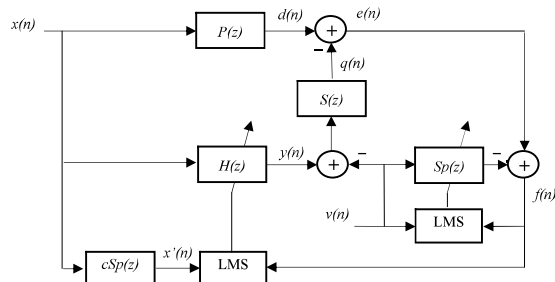 x(n)
P(z)
d(n)
+
−
e(n)
q(n)
S(z)
H(z)
y(n)
+
−
Sp(z)
−
+
f(n)
v(n)
LMS
cSp(z)
x’(n)
LMS